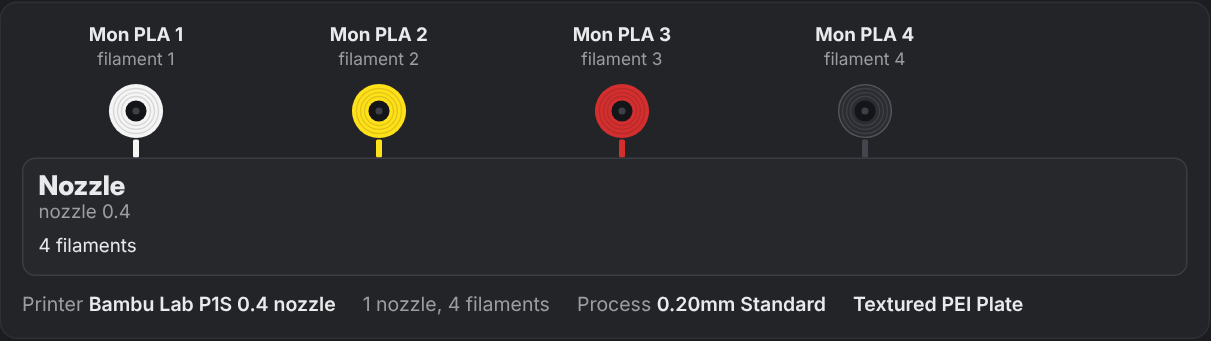 Mon PLA 1
filament 1
Mon PLA 2
filament 2
Mon PLA 3
filament 3
Mon PLA 4
filament 4
Nozzle
nozzle 0.4
4 filaments
Printer Bambu Lab P1S 0.4 nozzle 1 nozzle, 4 filaments Process 0.20mm Standard Textured PEI Plate